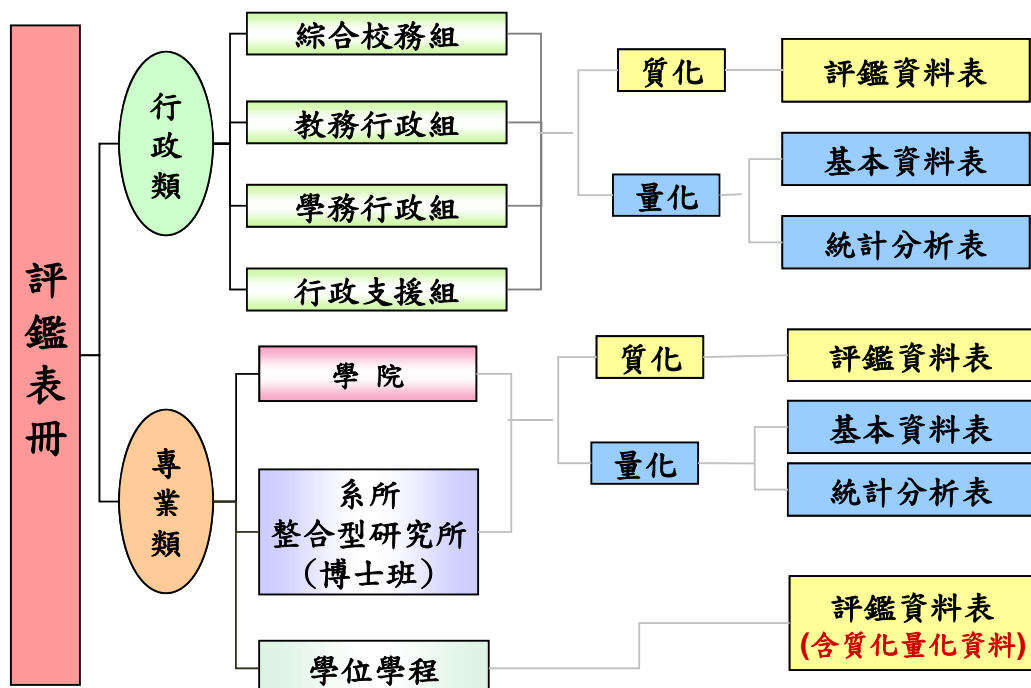 評鑑表冊
行政類
綜合校務組
教務行政組
學務行政組
行政支援組
質化
評鑑資料表
量化
基本資料表
統計分析表
專業類
學 院
系所
整合型研究所
（博士班）
學位學程
質化
評鑑資料表
量化
基本資料表
統計分析表
評鑑資料表
(含質化量化資料)